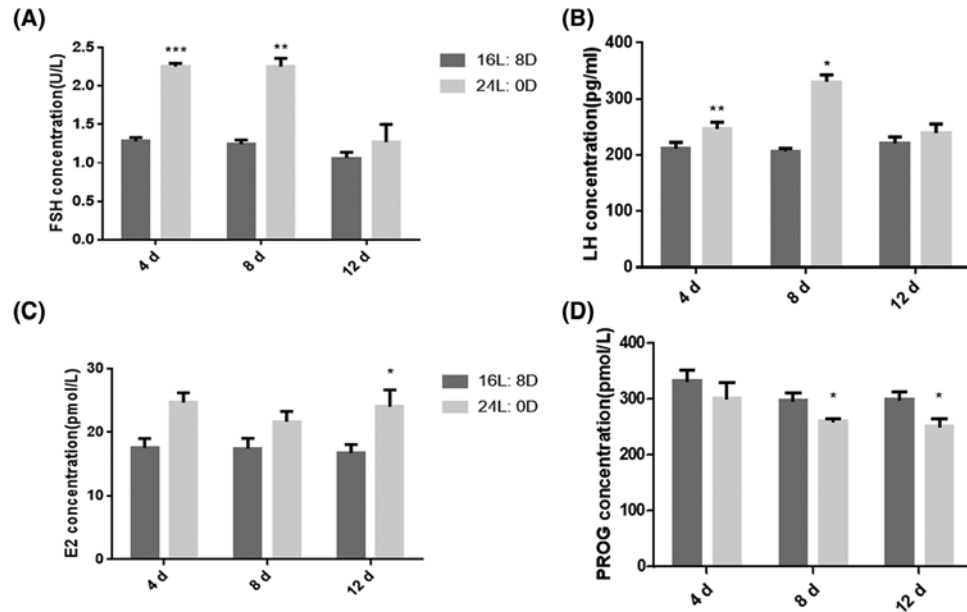 (A)
FSH concentration(U/L)
2.5
2.0
1.5
1.0
0.5
0.0
***
**
4 d
8 d
12 d
16L: 8D
24L: 0D
(B)
LH concentration(pg/ml)
400
300
200
100
0
**
*
4 d
8 d
12 d
(C)
E2 concentration(pmol/L)
30
20
10
0
*
4 d
8 d
12 d
16L: 8D
24L: 0D
(D)
PROG concentration(pmol/L)
400
300
200
100
0
*
*
4 d
8 d
12 d